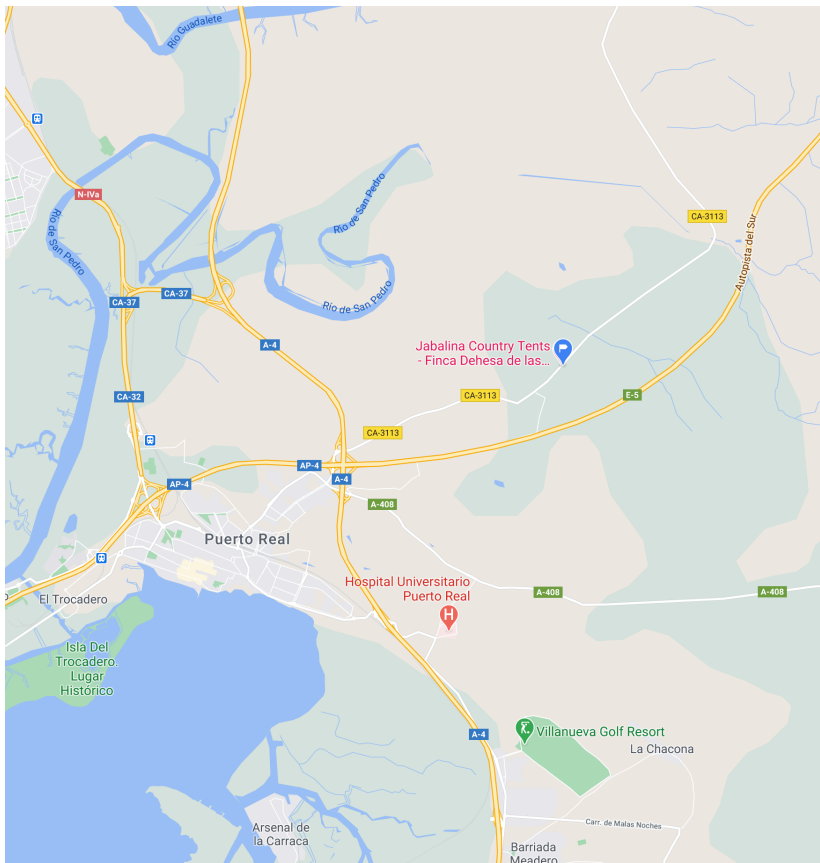 Río Guadalete
N-IVa
CA-3113
Río de San Pedro
Río de San Pedro
Autopista del Sur
CA-37
CA-37
Río de San Pedro
A-4
Jabalina Country Tents
- Finca Dehesa de las...
CA-32
CA-3113
E-5
CA-3113
AP-4
AP-4
A-4
A-408
Puerto Real
Hospital Universitario
Puerto Real
H
A-408
A-408
El Trocadero
Isla Del
Trocadero.
Lugar
Histórico
A-4
Villanueva Golf Resort
La Chacona
Arsenal de
la Carraca
Carr. de Malas Noches
Barriada
Meadero